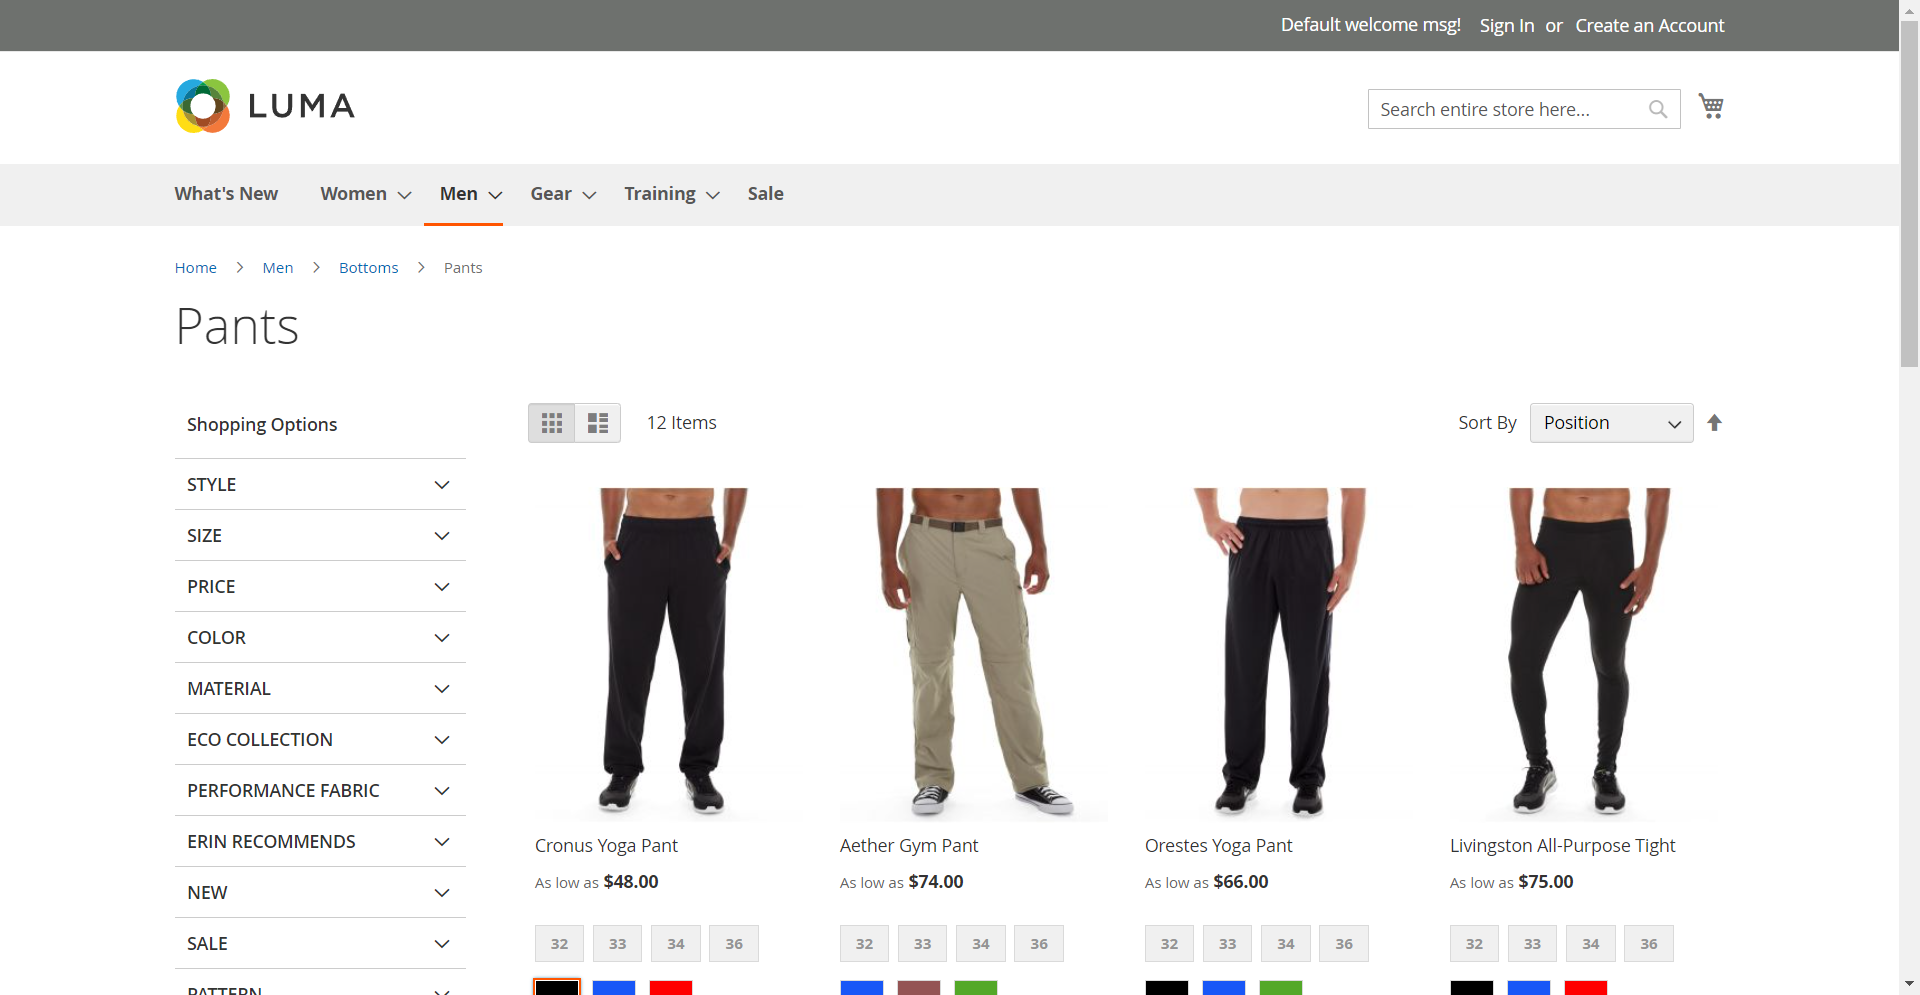 Default welcome msg! Sign In or Create an Account
LUMA
Search entire store here...
What's New Women Men Gear Training Sale
Home Men Bottoms Pants
Pants
Shopping Options
STYLE
SIZE
PRICE
COLOR
MATERIAL
ECO COLLECTION
PERFORMANCE FABRIC
ERIN RECOMMENDS
NEW
SALE
PATTERN
12 Items
Sort By Position
Cronus Yoga Pant
As low as $48.00
32 33 34 36
Aether Gym Pant
As low as $74.00
32 33 34 36
Orestes Yoga Pant
As low as $66.00
32 33 34 36
Livingston All-Purpose Tight
As low as $75.00
32 33 34 36